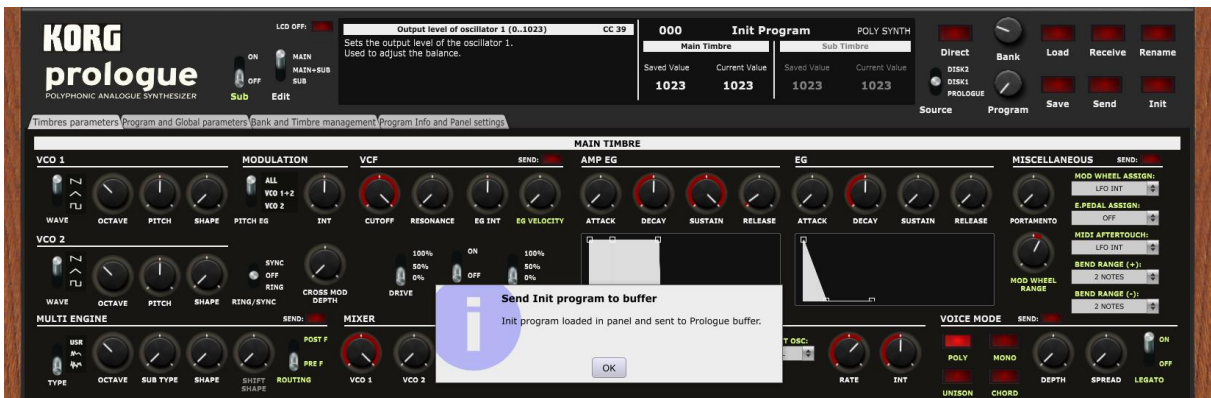 KORG
prologue
POLYPHONIC ANALOGUE SYNTHESIZER
ON
OFF
Sub
LCD OFF:
MAIN
MAIN+SUB
SUB
Edit
Output level of oscillator 1 (0..1023) CC 39
Sets the output level of the oscillator 1.
Used to adjust the balance.
000 Init Program POLY SYNTH
Main Timbre Sub Timbre
Saved Value Current Value Saved Value Current Value
1023 1023 1023 1023
Direct Bank Load Receive Rename
DISK2
DISK1
PROLOGUE
Source Program Save Send Init
Timbres parameters Program and Global parameters Bank and Timbre management Program Info and Panel settings
MAIN TIMBRE
VCO 1 MODULATION VCF SEND: AMP EG EG MISCELLANEOUS SEND:
ALL
VCO 1+2
VCO 2
WAVE OCTAVE PITCH SHAPE PITCH EG INT CUTOFF RESONANCE EG INT EG VELOCITY ATTACK DECAY SUSTAIN RELEASE ATTACK DECAY SUSTAIN RELEASE PORTAMENTO
MOD WHEEL ASSIGN:
LFO INT
E.PEDAL ASSIGN:
OFF
MIDI AFTERTOUCH:
LFO INT
BEND RANGE (+):
2 NOTES
BEND RANGE (-):
2 NOTES
MOD WHEEL
RANGE
VCO 2
SYNC
OFF
RING
WAVE OCTAVE PITCH SHAPE RING/SYNC CROSS MOD
DEPTH
100%
50%
0%
DRIVE
ON
OFF
100%
50%
0%
Send Init program to buffer
i
Init program loaded in panel and sent to Prologue buffer.
OK
MULTI ENGINE SEND: MIXER VOICE MODE SEND:
USR
POST F
PRE F
TYPE OCTAVE SUB TYPE SHAPE SHIFT
SHAPE
ROUTING VCO 1 VCO 2
T OSC:
RATE INT
POLY MONO
UNISON CHORD
DEPTH SPREAD LEGATO
ON
OFF